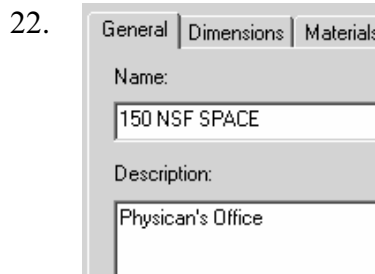 22.
General Dimensions Materials
Name:
150 NSF SPACE
Description:
Physican's Office